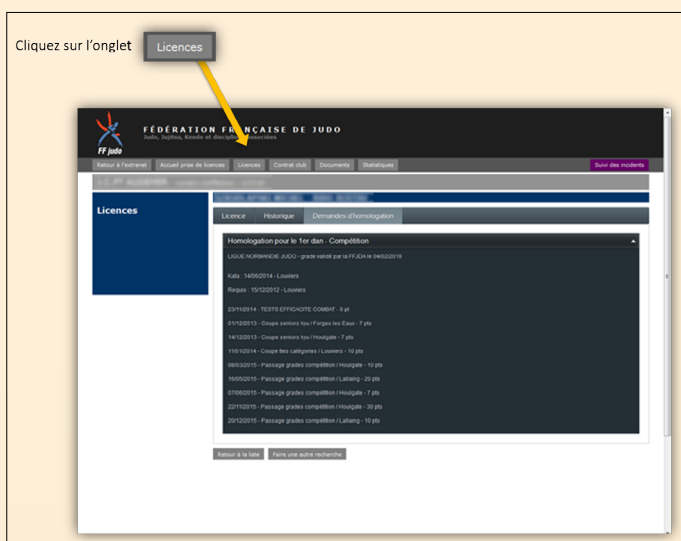 Cliquez sur l'onglet Licences
FÉDÉRATION FRANÇAISE DE JUDO
Judo, Jujitsu, Kendo et disciplines associées
FF judo
Retour à l'extranet Accueil prise de licences Licences Contrat club Documents Statistiques Suivi des incidents
Licences
Licence Historique Demandes d'homologation
Homologation pour le 1er dan - Compétition
LIGUE NORMANDIE JUDO - grade validé par la FFJDA le 04/02/2016
Kata : 14/06/2014 - Louviers
Requis : 15/12/2012 - Louviers
23/11/2014 - TESTS EFFICACITE COMBAT - 0 pt
01/12/2013 - Coupe seniors kyu / Forges les Eaux - 7 pts
14/12/2013 - Coupe seniors kyu / Houlgate - 7 pts
11/01/2014 - Coupe ttes catégories / Louviers - 10 pts
08/03/2015 - Passage grades compétition / Houlgate - 10 pts
16/05/2015 - Passage grades compétition / Lallaing - 20 pts
07/06/2015 - Passage grades compétition / Houlgate - 7 pts
22/11/2015 - Passage grades compétition / Houlgate - 30 pts
20/12/2015 - Passage grades compétition / Lallaing - 10 pts
Retour à la liste Faire une autre recherche